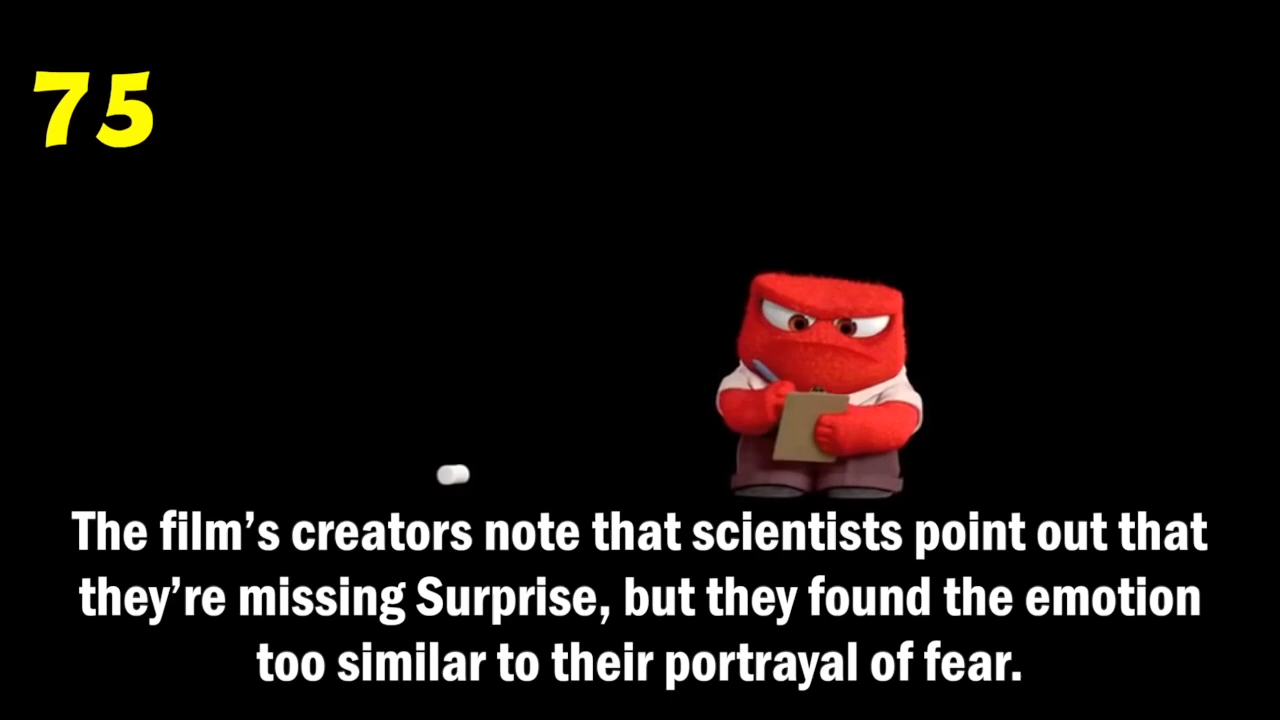 75
The film’s creators note that scientists point out that
they’re missing Surprise, but they found the emotion
too similar to their portrayal of fear.